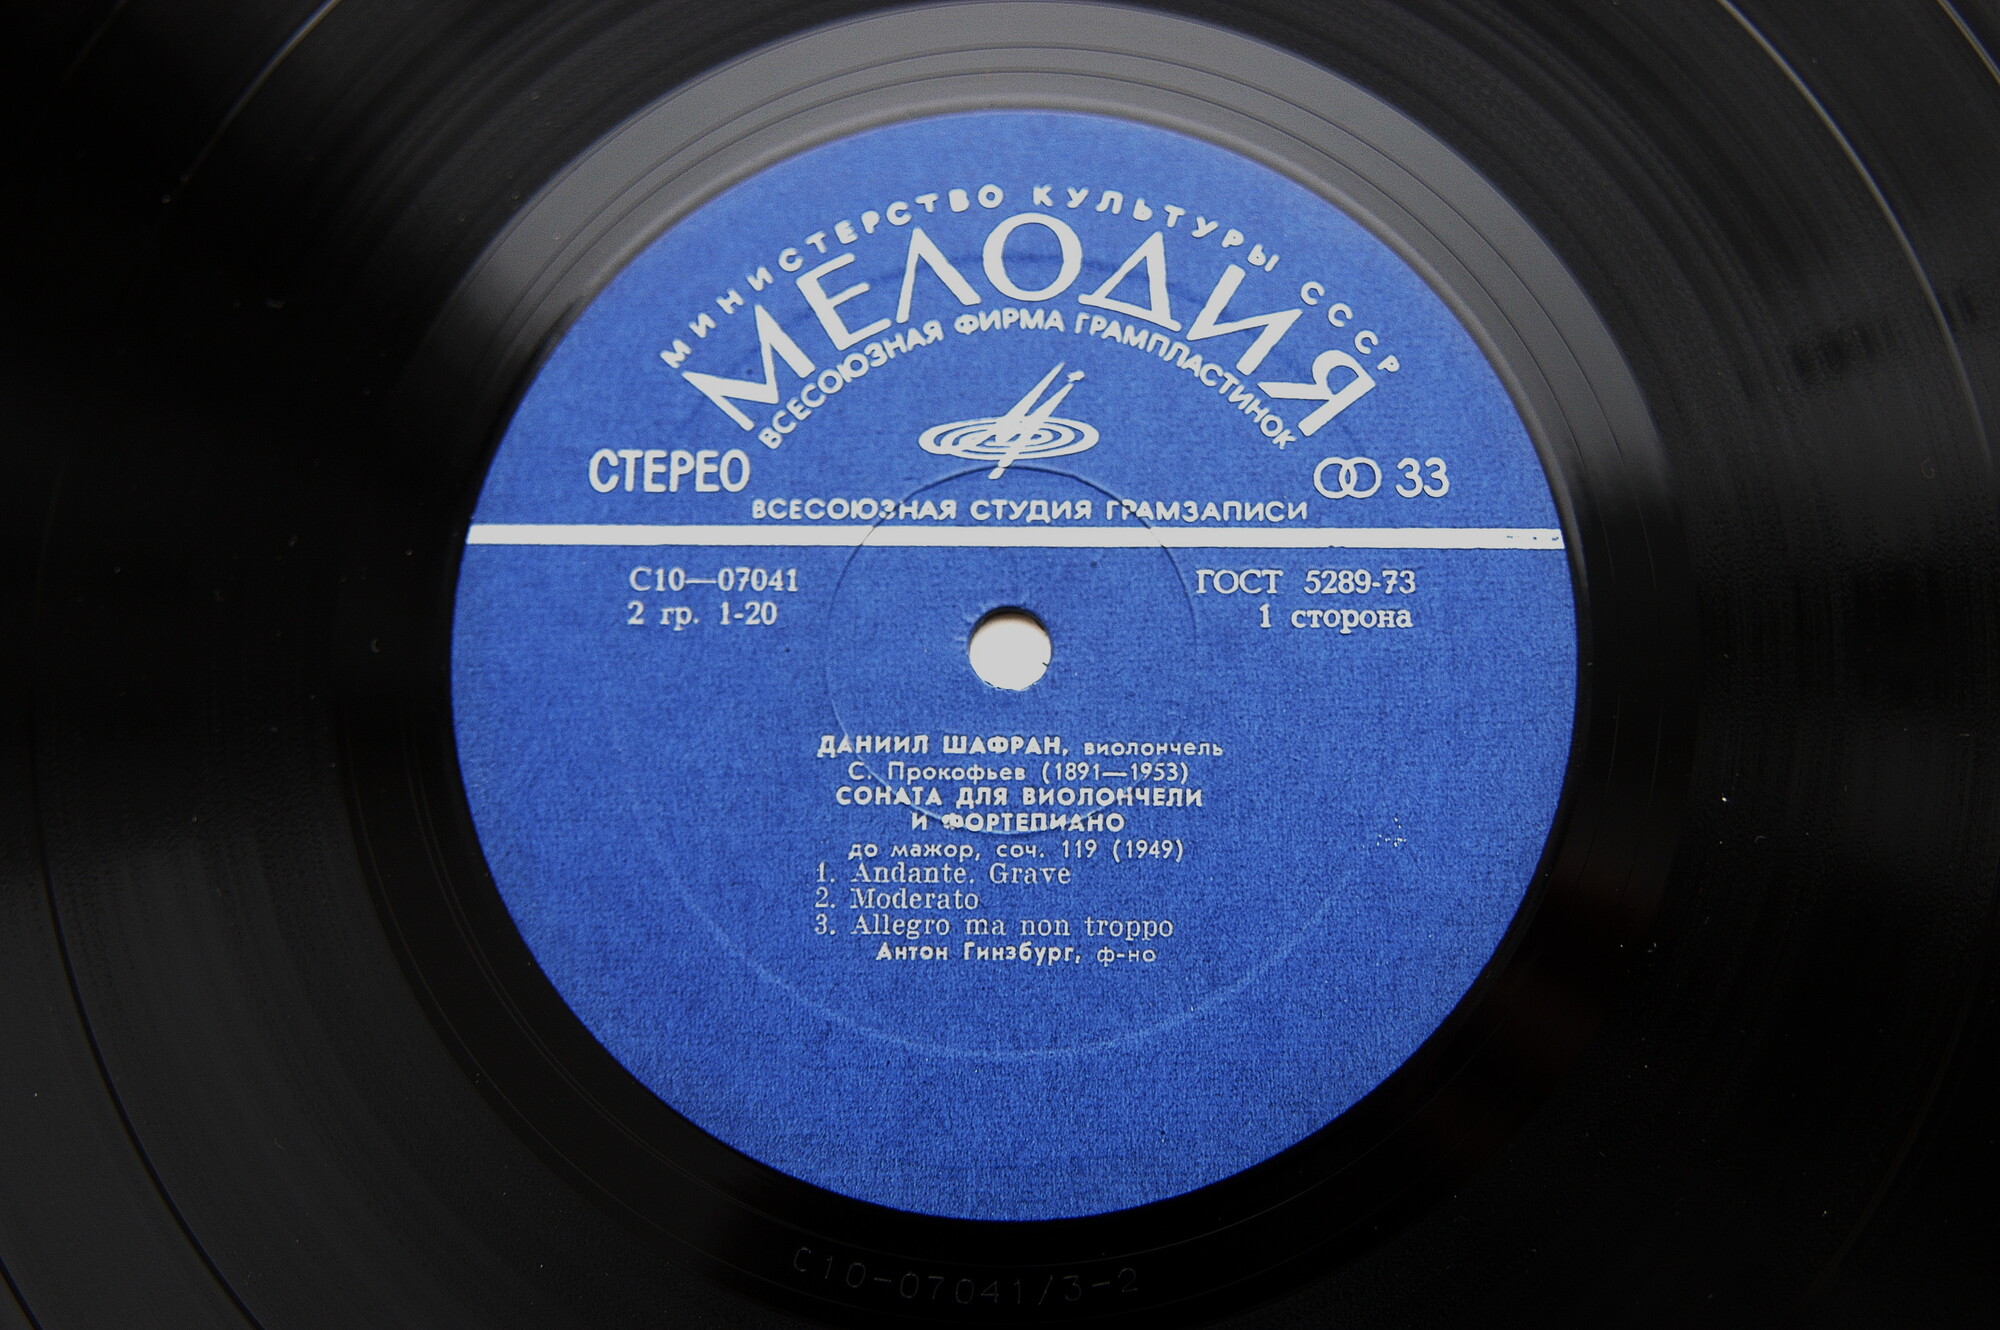 МИНИСТЕРСТВО КУЛЬТУРЫ СССР
МЕЛОДИЯ
ВСЕСОЮЗНАЯ ФИРМА ГРАМПЛАСТИНОК
СТЕРЕО
33
ВСЕСОЮЗНАЯ СТУДИЯ ГРАМЗАПИСИ
С10—07041
ГОСТ 5289-73
2 гр. 1-20
1 сторона
ДАНИИЛ ШАФРАН, виолончель
С. Прокофьев (1891—1953)
СОНАТА ДЛЯ ВИОЛОНЧЕЛИ
И ФОРТЕПИАНО
до мажор, соч. 119 (1949)
1. Andante. Grave
2. Moderato
3. Allegro ma non troppo
Антон Гинзбург, ф-но
С10-07041/3-2